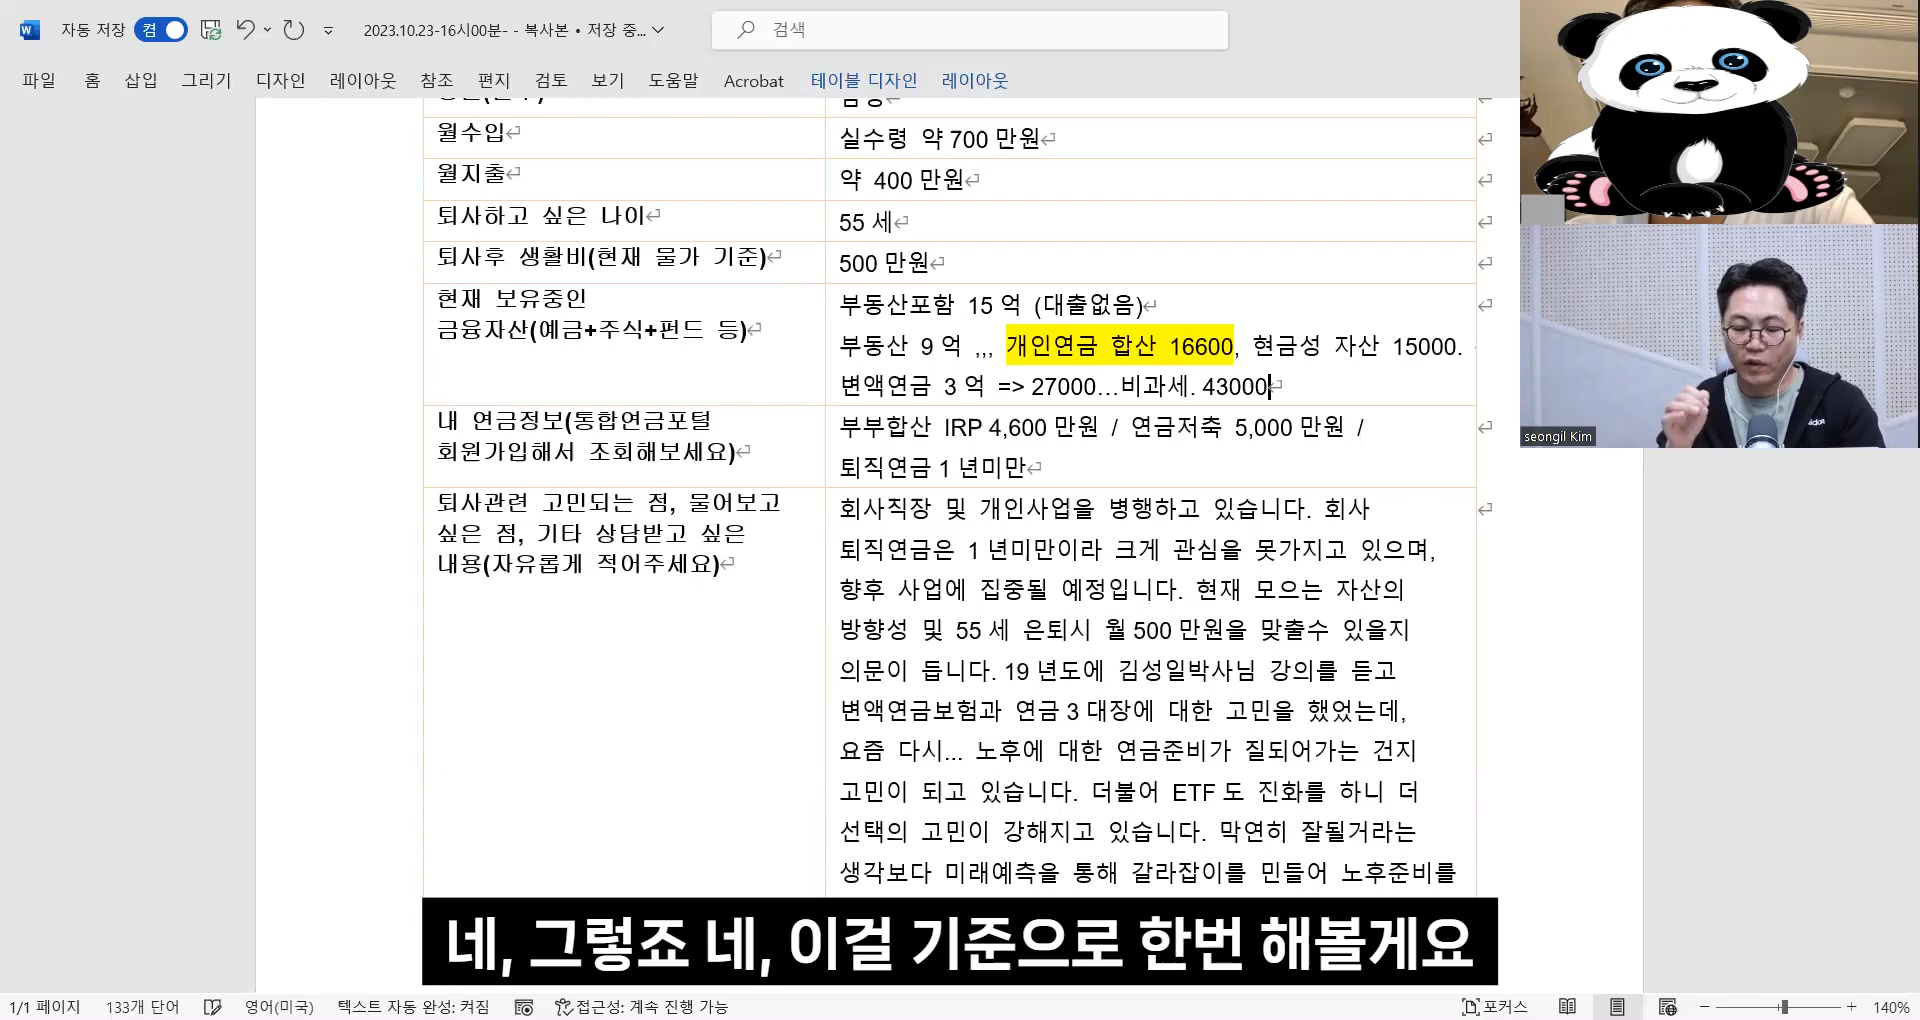 자동 저장 켬 2023.10.23-16시00분- - 복사본 • 저장 중... 검색
파일 홈 삽입 그리기 디자인 레이아웃 참조 편지 검토 보기 도움말 Acrobat 테이블 디자인 레이아웃
월수입 실수령 약 700 만원
월지출 약 400 만원
퇴사하고 싶은 나이 55 세
퇴사후 생활비(현재 물가 기준) 500 만원
현재 보유중인
금융자산(예금+주식+펀드 등)
부동산포함 15 억 (대출없음)
부동산 9 억 ,,, 개인연금 합산 16600, 현금성 자산 15000.
변액연금 3 억 => 27000…비과세. 43000
내 연금정보(통합연금포털
회원가입해서 조회해보세요)
부부합산 IRP 4,600 만원 / 연금저축 5,000 만원 /
퇴직연금 1 년미만
퇴사관련 고민되는 점, 물어보고
싶은 점, 기타 상담받고 싶은
내용(자유롭게 적어주세요)
회사직장 및 개인사업을 병행하고 있습니다. 회사
퇴직연금은 1 년미만이라 크게 관심을 못가지고 있으며,
향후 사업에 집중될 예정입니다. 현재 모으는 자산의
방향성 및 55 세 은퇴시 월 500 만원을 맞출수 있을지
의문이 듭니다. 19 년도에 김성일박사님 강의를 듣고
변액연금보험과 연금 3 대장에 대한 고민을 했었는데,
요즘 다시... 노후에 대한 연금준비가 질되어가는 건지
고민이 되고 있습니다. 더불어 ETF 도 진화를 하니 더
선택의 고민이 강해지고 있습니다. 막연히 잘될거라는
생각보다 미래예측을 통해 갈라잡이를 민들어 노후준비를
seongil Kim
네, 그렇죠 네, 이걸 기준으로 한번 해볼게요
1/1 페이지 133개 단어 영어(미국) 텍스트 자동 완성: 켜짐 접근성: 계속 진행 가능 포커스 140%